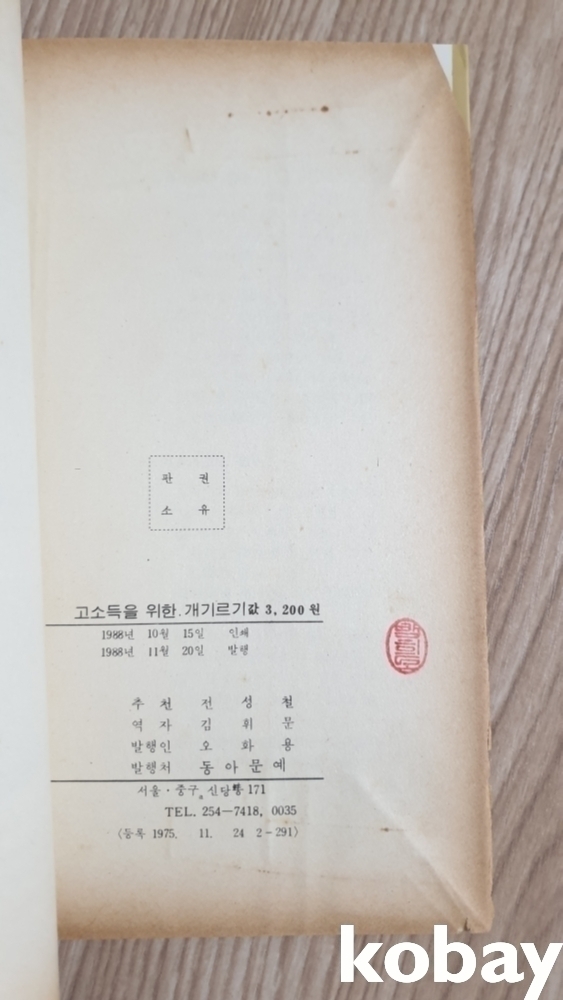 판 권
소 유
고소득을 위한. 개기르기 값 3,200원
1988년 10월 15일 인쇄
1988년 11월 20일 발행
추 천 전 성 철
역 자 김 휘 문
발행인 오 화 용
발행처 동아문예
서울·중구 신당동 171
TEL. 254—7418, 0035
(등록 1975. 11. 24 2-291)
kobay